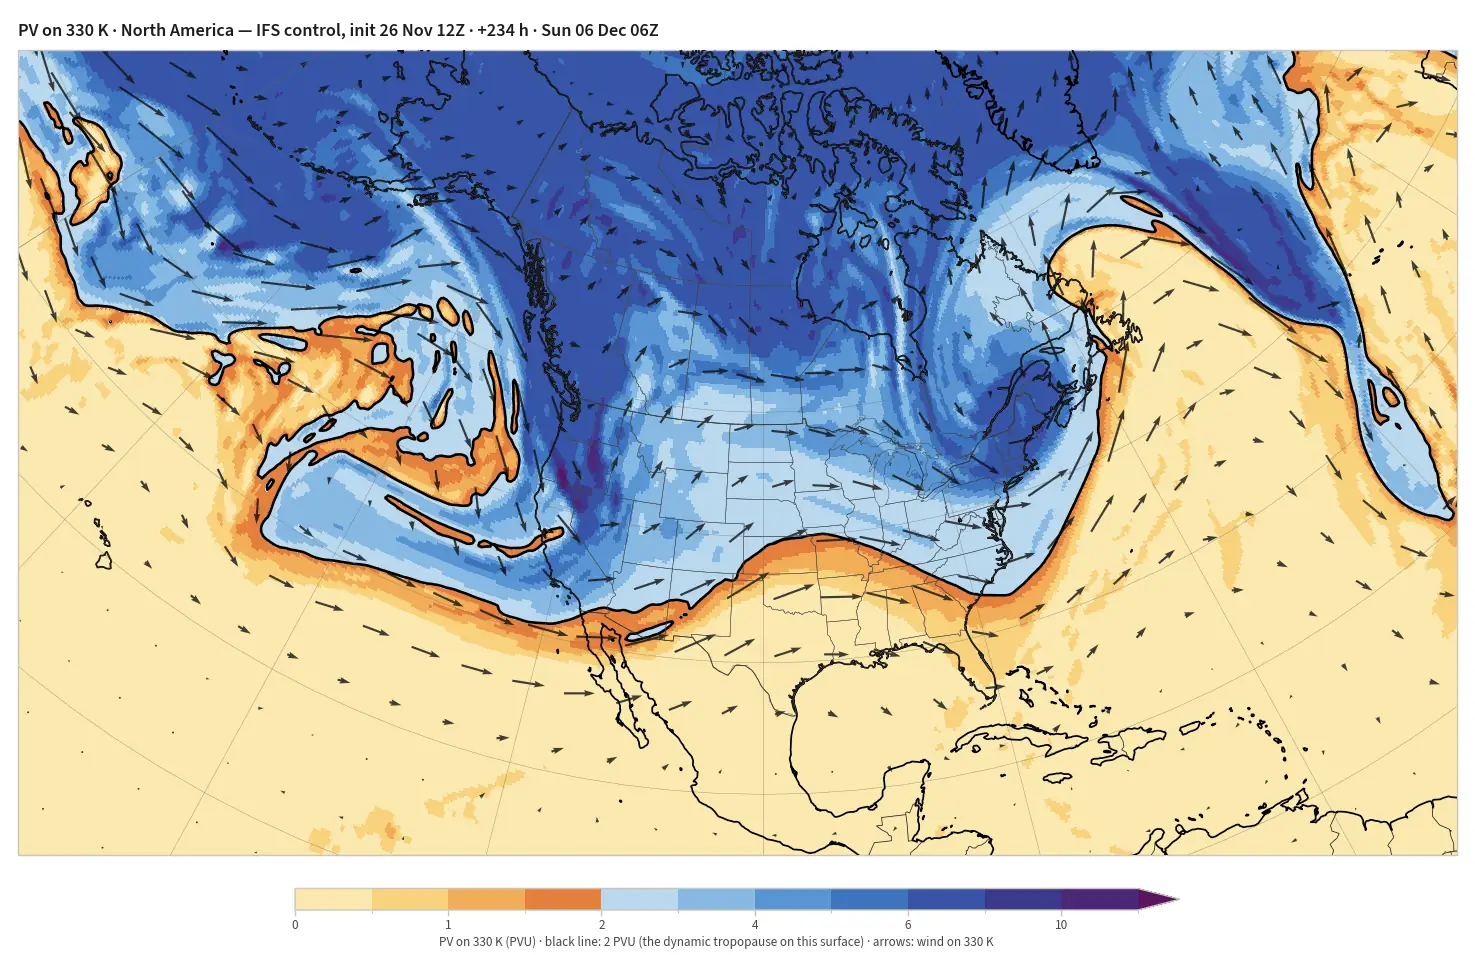 PV on 330 K · North America — IFS control, init 26 Nov 12Z · +234 h · Sun 06 Dec 06Z
0 1 2 4 6 10
PV on 330 K (PVU) · black line: 2 PVU (the dynamic tropopause on this surface) · arrows: wind on 330 K